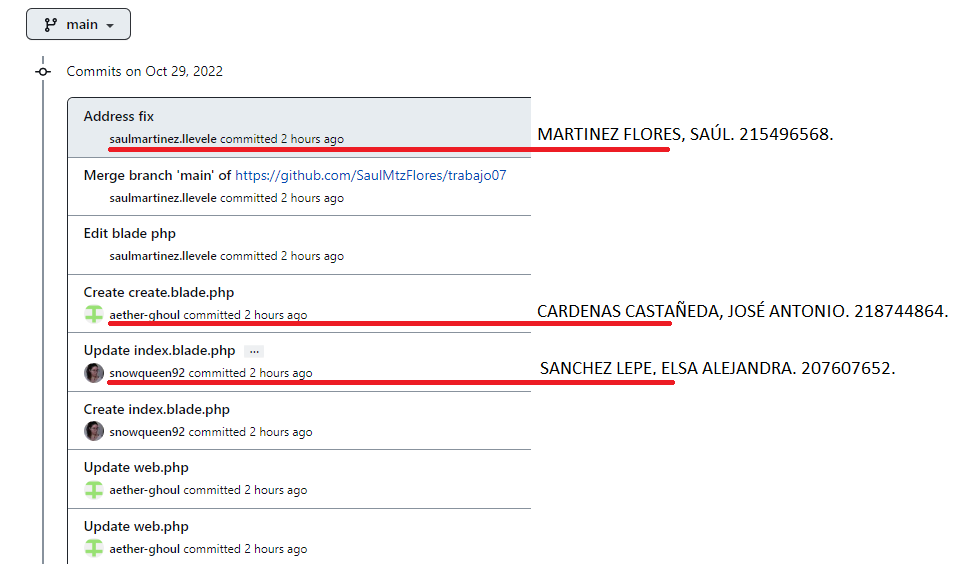 main
Commits on Oct 29, 2022
Address fix
saulmartinez.llevele committed 2 hours ago
MARTINEZ FLORES, SAÚL. 215496568.
Merge branch 'main' of https://github.com/SaulMtzFlores/trabajo07
saulmartinez.llevele committed 2 hours ago
Edit blade php
saulmartinez.llevele committed 2 hours ago
Create create.blade.php
aether-ghoul committed 2 hours ago
CARDENAS CASTAÑEDA, JOSÉ ANTONIO. 218744864.
Update index.blade.php ...
snowqueen92 committed 2 hours ago
SANCHEZ LEPE, ELSA ALEJANDRA. 207607652.
Create index.blade.php
snowqueen92 committed 2 hours ago
Update web.php
aether-ghoul committed 2 hours ago
Update web.php
aether-ghoul committed 2 hours ago